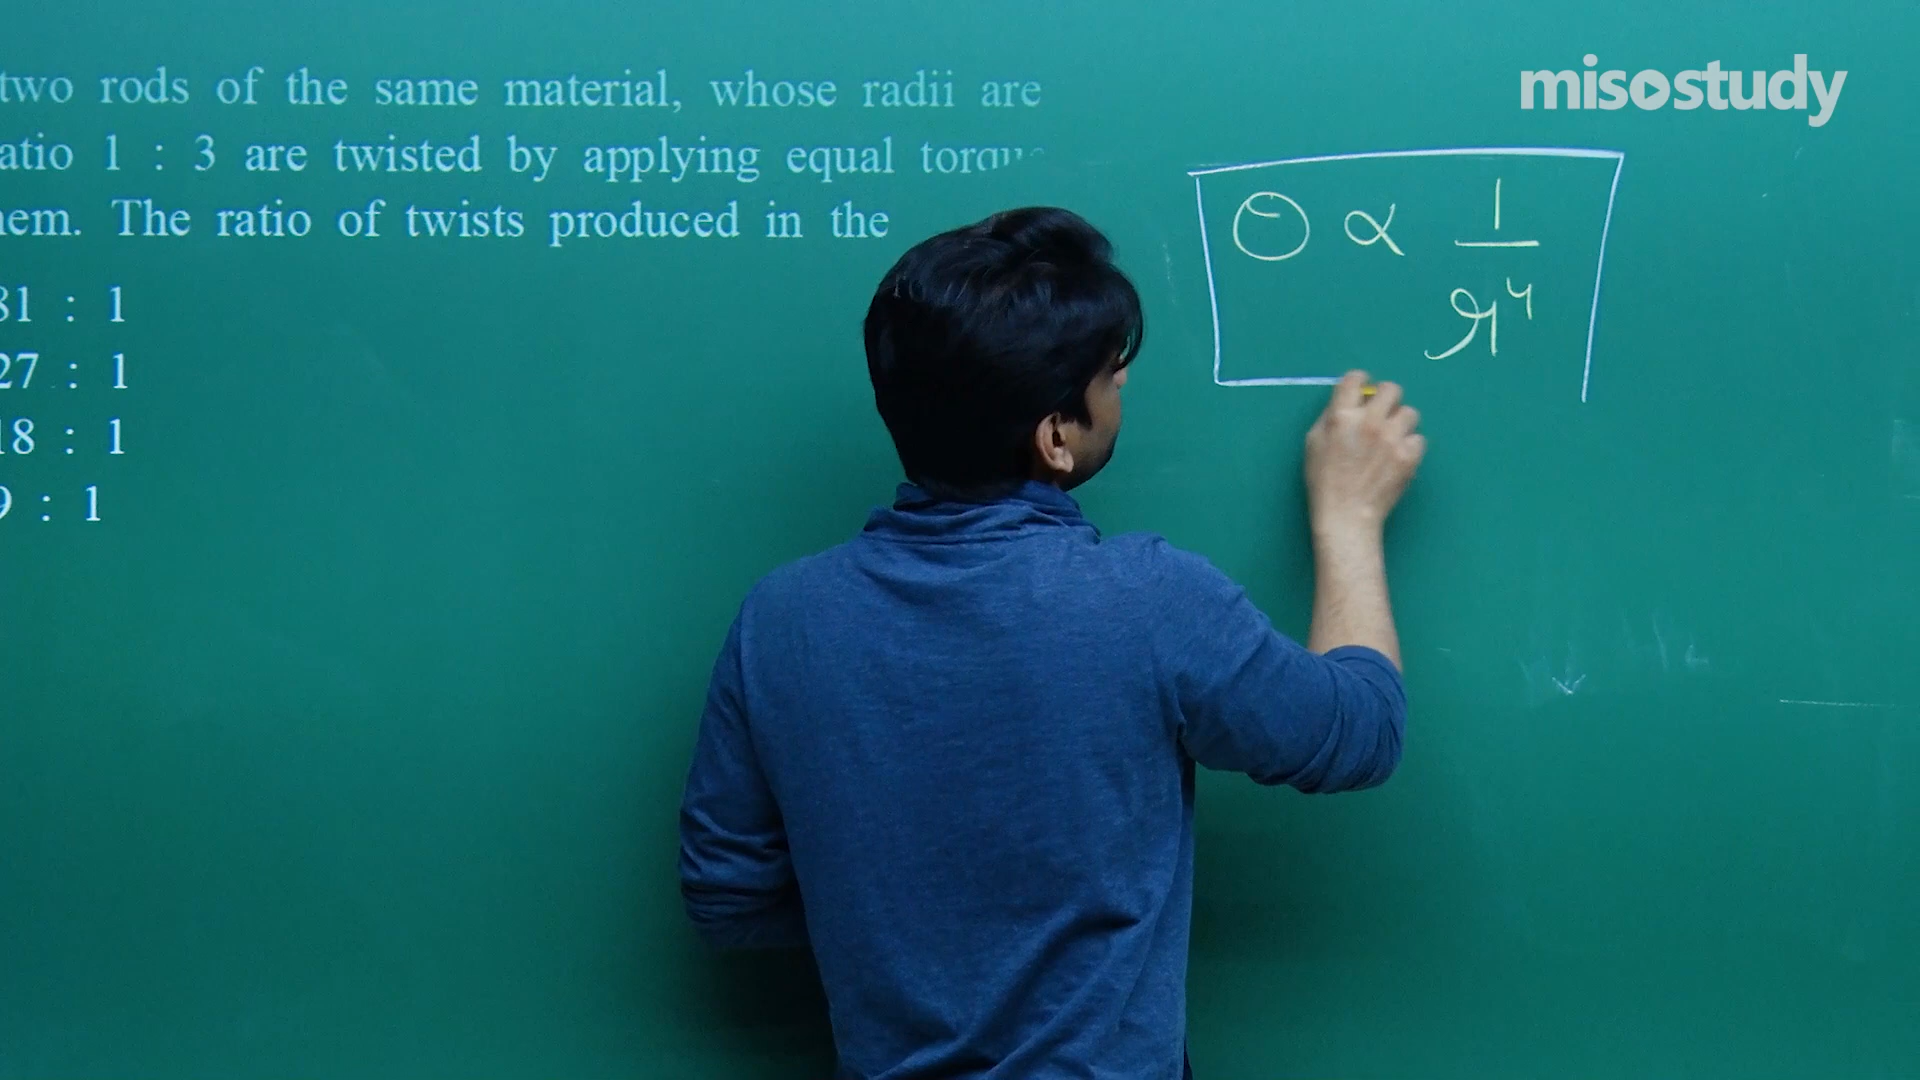 two rods of the same material, whose radii are
atio 1 : 3 are twisted by applying equal torque
hem. The ratio of twists produced in the
81 : 1
27 : 1
18 : 1
9 : 1
misostudy
Θ ∝ 1
r⁴